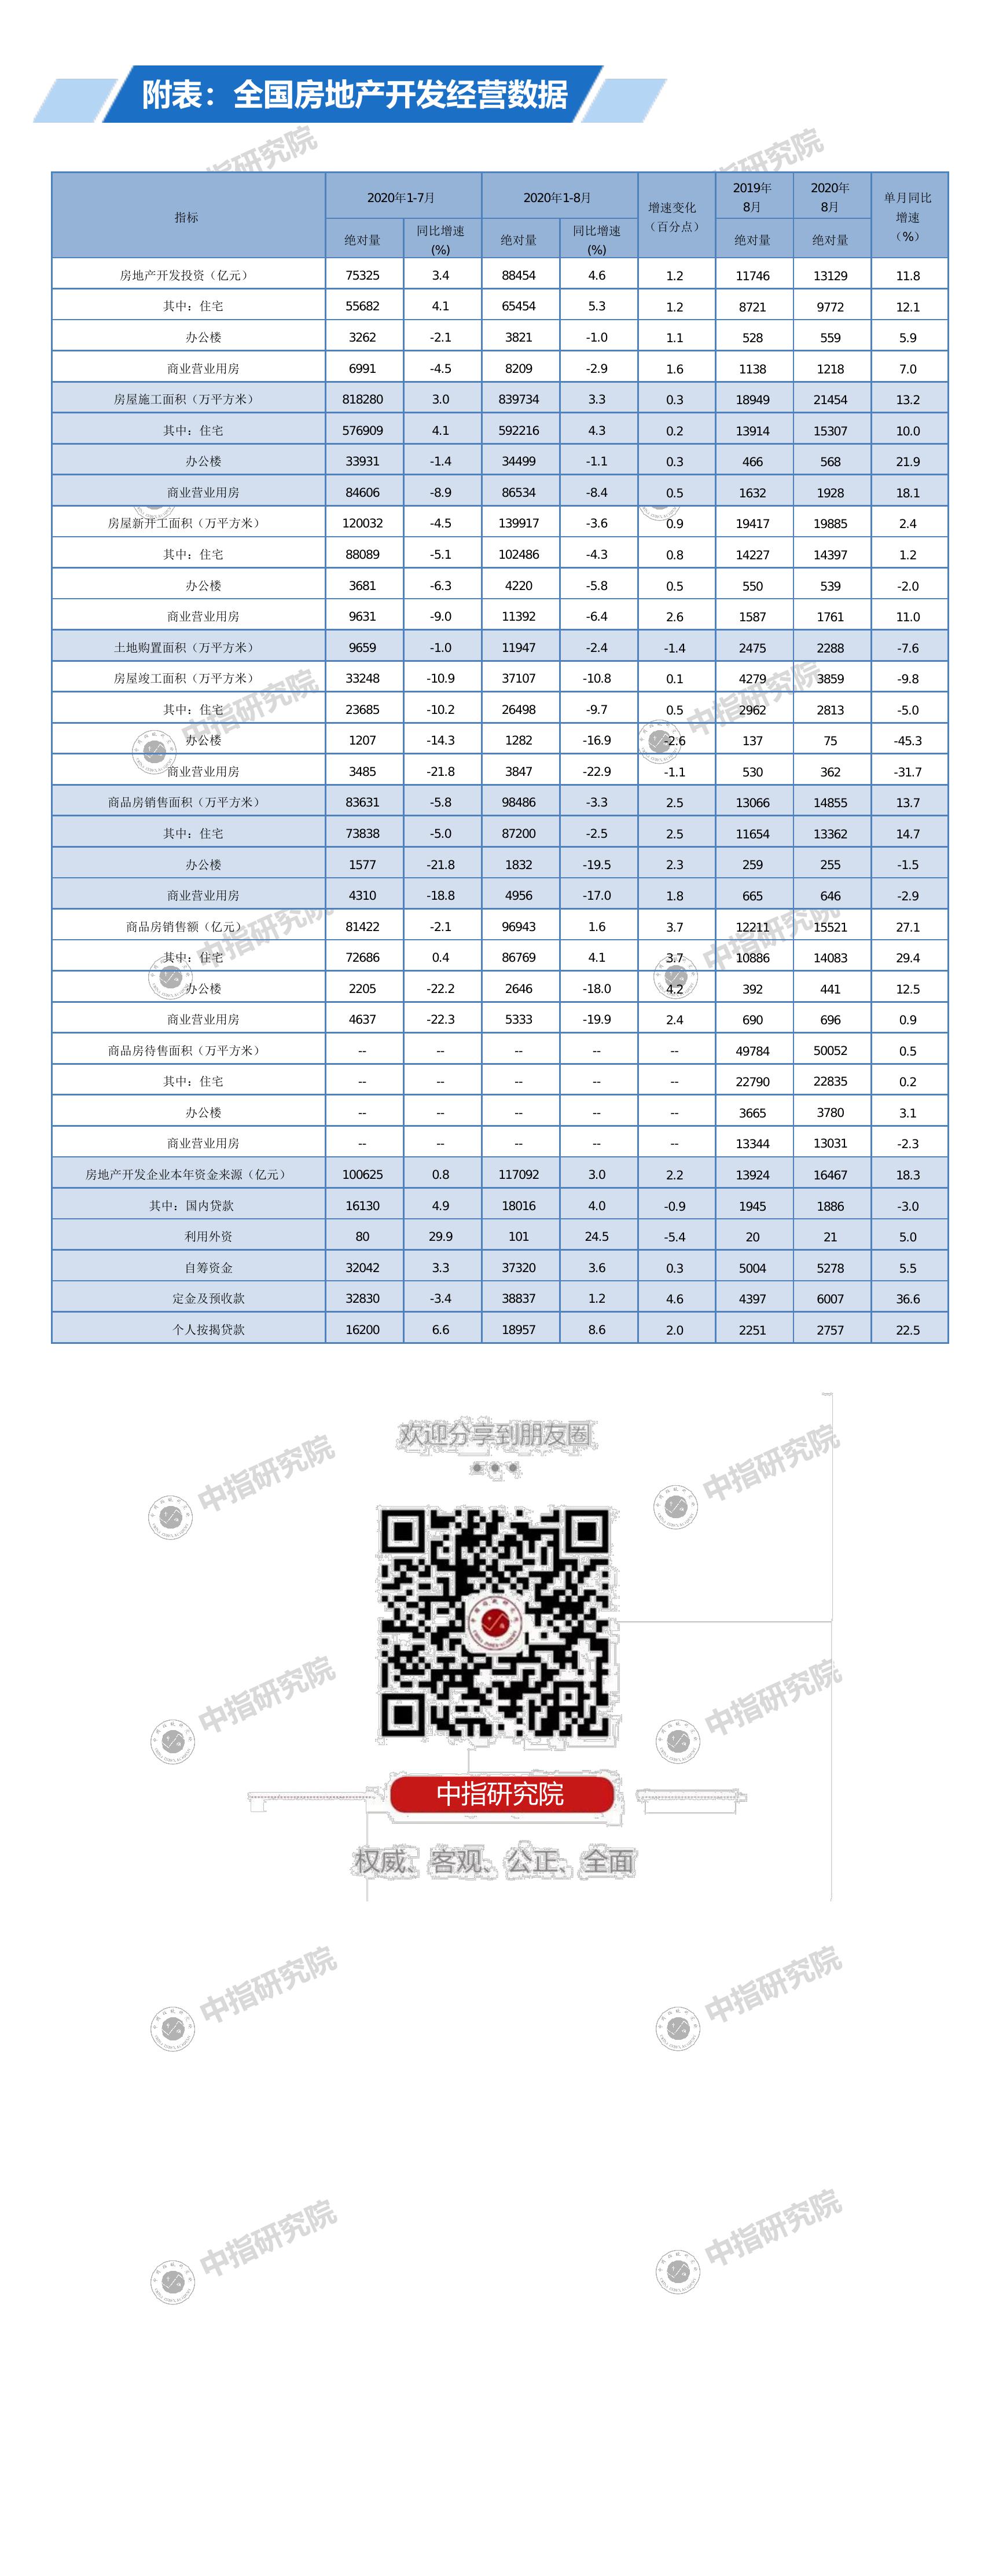 附表：全国房地产开发经营数据
指标 2020年1-7月 2020年1-8月 增速变化（百分点） 2019年8月 2020年8月 单月同比增速（%）
绝对量 同比增速(%) 绝对量 同比增速(%) 绝对量 绝对量
房地产开发投资（亿元） 75325 3.4 88454 4.6 1.2 11746 13129 11.8
其中：住宅 55682 4.1 65454 5.3 1.2 8721 9772 12.1
办公楼 3262 -2.1 3821 -1.0 1.1 528 559 5.9
商业营业用房 6991 -4.5 8209 -2.9 1.6 1138 1218 7.0
房屋施工面积（万平方米） 818280 3.0 839734 3.3 0.3 18949 21454 13.2
其中：住宅 576909 4.1 592216 4.3 0.2 13914 15307 10.0
办公楼 33931 -1.4 34499 -1.1 0.3 466 568 21.9
商业营业用房 84606 -8.9 86534 -8.4 0.5 1632 1928 18.1
房屋新开工面积（万平方米） 120032 -4.5 139917 -3.6 0.9 19417 19885 2.4
其中：住宅 88089 -5.1 102486 -4.3 0.8 14227 14397 1.2
办公楼 3681 -6.3 4220 -5.8 0.5 550 539 -2.0
商业营业用房 9631 -9.0 11392 -6.4 2.6 1587 1761 11.0
土地购置面积（万平方米） 9659 -1.0 11947 -2.4 -1.4 2475 2288 -7.6
房屋竣工面积（万平方米） 33248 -10.9 37107 -10.8 0.1 4279 3859 -9.8
其中：住宅 23685 -10.2 26498 -9.7 0.5 2962 2813 -5.0
办公楼 1207 -14.3 1282 -16.9 -2.6 137 75 -45.3
商业营业用房 3485 -21.8 3847 -22.9 -1.1 530 362 -31.7
商品房销售面积（万平方米） 83631 -5.8 98486 -3.3 2.5 13066 14855 13.7
其中：住宅 73838 -5.0 87200 -2.5 2.5 11654 13362 14.7
办公楼 1577 -21.8 1832 -19.5 2.3 259 255 -1.5
商业营业用房 4310 -18.8 4956 -17.0 1.8 665 646 -2.9
商品房销售额（亿元） 81422 -2.1 96943 1.6 3.7 12211 15521 27.1
其中：住宅 72686 0.4 86769 4.1 3.7 10886 14083 29.4
办公楼 2205 -22.2 2646 -18.0 4.2 392 441 12.5
商业营业用房 4637 -22.3 5333 -19.9 2.4 690 696 0.9
商品房待售面积（万平方米） -- -- -- -- -- 49784 50052 0.5
其中：住宅 -- -- -- -- -- 22790 22835 0.2
办公楼 -- -- -- -- -- 3665 3780 3.1
商业营业用房 -- -- -- -- -- 13344 13031 -2.3
房地产开发企业本年资金来源（亿元） 100625 0.8 117092 3.0 2.2 13924 16467 18.3
其中：国内贷款 16130 4.9 18016 4.0 -0.9 1945 1886 -3.0
利用外资 80 29.9 101 24.5 -5.4 20 21 5.0
自筹资金 32042 3.3 37320 3.6 0.3 5004 5278 5.5
定金及预收款 32830 -3.4 38837 1.2 4.6 4397 6007 36.6
个人按揭贷款 16200 6.6 18957 8.6 2.0 2251 2757 22.5
欢迎分享到朋友圈
中指研究院
权威、客观、公正、全面